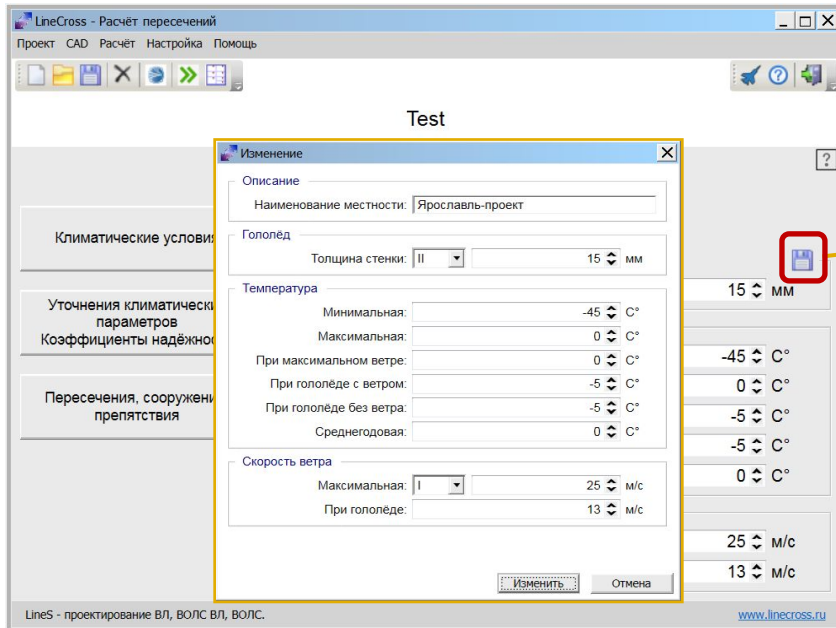 LineCross - Расчёт пересечений
Проект CAD Расчёт Настройка Помощь
Test
Изменение
?
Описание
Наименование местности: Ярославль-проект
Гололёд
Толщина стенки: II 15 мм
Температура
Минимальная: -45 C°
Максимальная: 0 C°
При максимальном ветре: 0 C°
При гололёде с ветром: -5 C°
При гололёде без ветра: -5 C°
Среднегодовая: 0 C°
Скорость ветра
Максимальная: I 25 м/с
При гололёде: 13 м/с
Изменить Отмена
Климатические условия
Уточнения климатически
параметров
Коэффициенты надёжно
Пересечения, сооружени
препятствия
15 мм
-45 C°
0 C°
-5 C°
-5 C°
0 C°
25 м/с
13 м/с
LineS - проектирование ВЛ, ВОЛС ВЛ, ВОЛС. www.linecross.ru